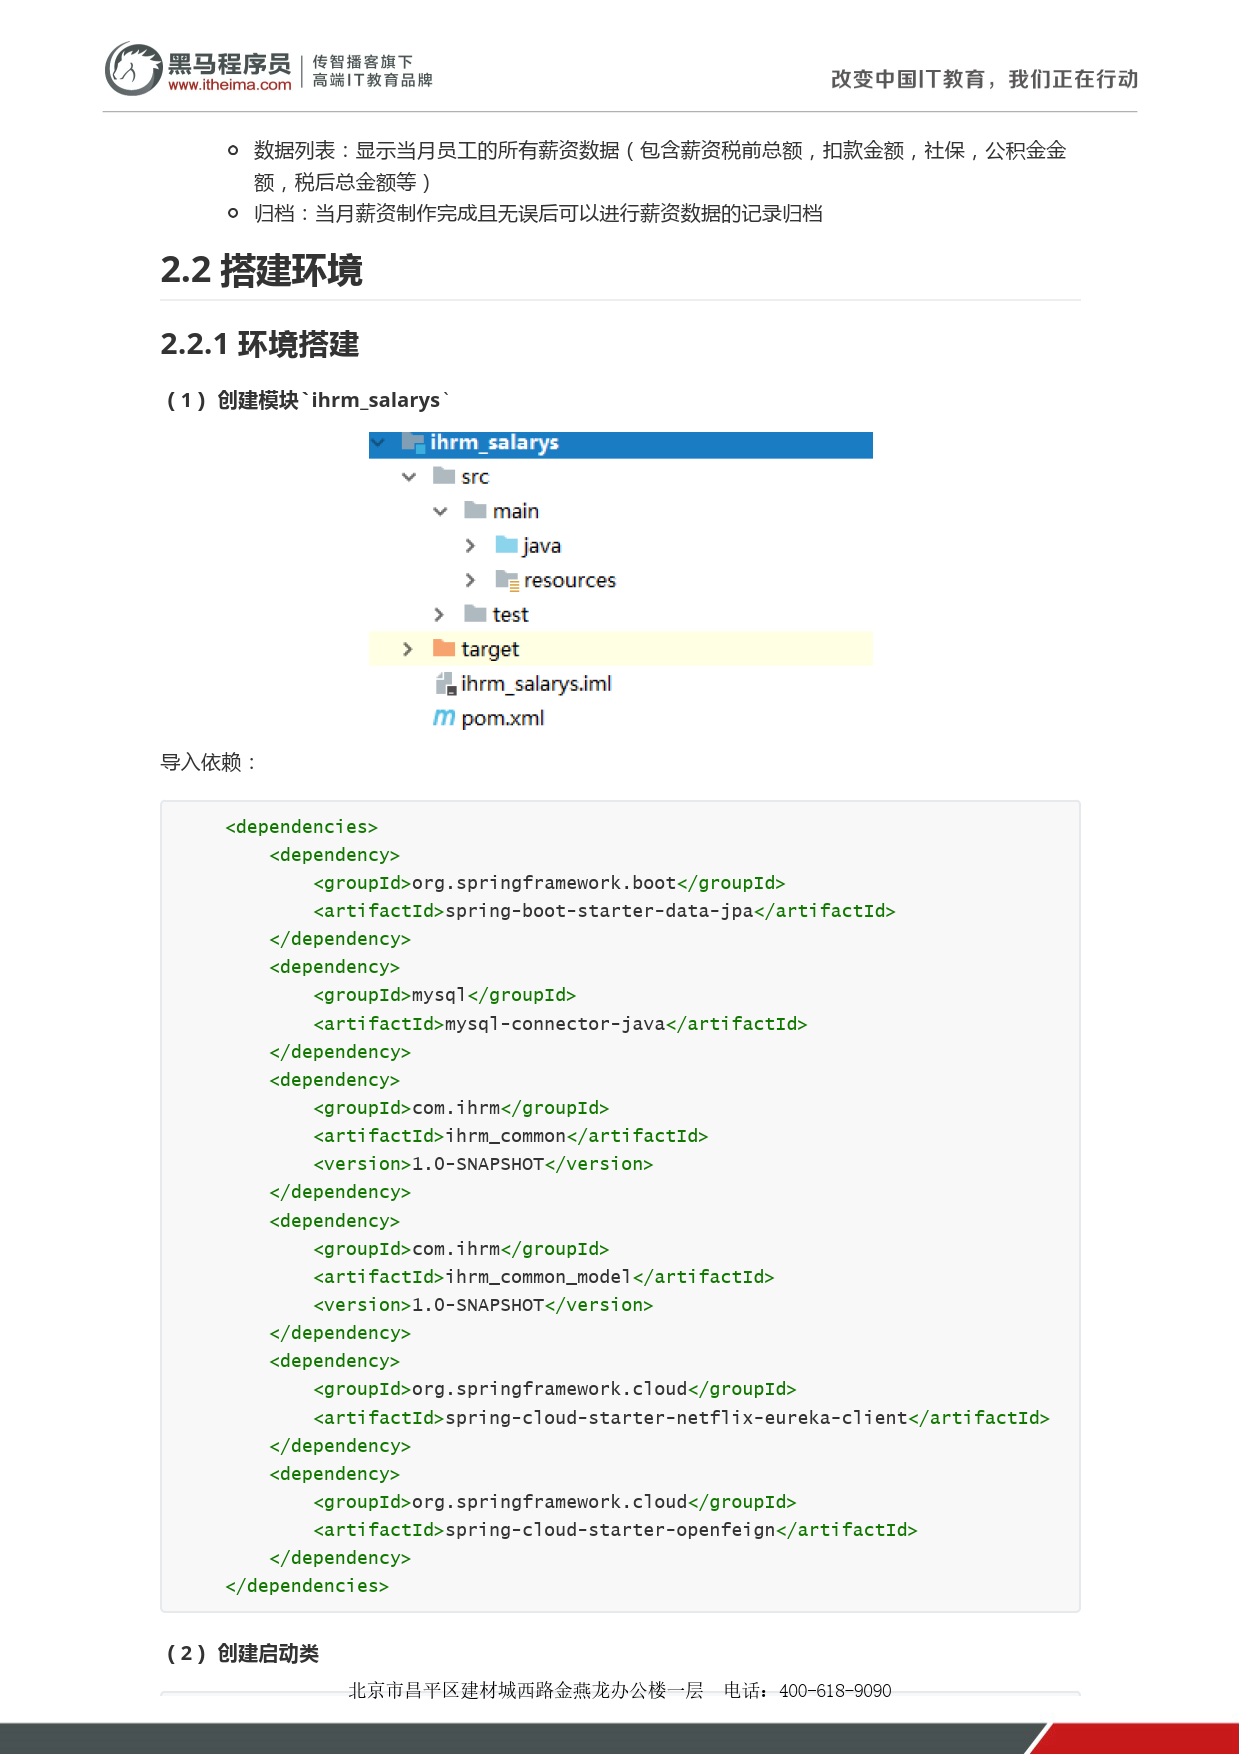 黑马程序员
www.itheima.com
传智播客旗下
高端IT教育品牌
改变中国IT教育，我们正在行动
数据列表：显示当月员工的所有薪资数据（包含薪资税前总额，扣款金额，社保，公积金金
额，税后总金额等）
归档：当月薪资制作完成且无误后可以进行薪资数据的记录归档
2.2 搭建环境
2.2.1 环境搭建
（1） 创建模块`ihrm_salarys`
ihrm_salarys
src
main
java
resources
test
target
ihrm_salarys.iml
pom.xml
导入依赖：
<dependencies>
    <dependency>
        <groupId>org.springframework.boot</groupId>
        <artifactId>spring-boot-starter-data-jpa</artifactId>
    </dependency>
    <dependency>
        <groupId>mysql</groupId>
        <artifactId>mysql-connector-java</artifactId>
    </dependency>
    <dependency>
        <groupId>com.ihrm</groupId>
        <artifactId>ihrm_common</artifactId>
        <version>1.0-SNAPSHOT</version>
    </dependency>
    <dependency>
        <groupId>com.ihrm</groupId>
        <artifactId>ihrm_common_model</artifactId>
        <version>1.0-SNAPSHOT</version>
    </dependency>
    <dependency>
        <groupId>org.springframework.cloud</groupId>
        <artifactId>spring-cloud-starter-netflix-eureka-client</artifactId>
    </dependency>
    <dependency>
        <groupId>org.springframework.cloud</groupId>
        <artifactId>spring-cloud-starter-openfeign</artifactId>
    </dependency>
</dependencies>
（2） 创建启动类
北京市昌平区建材城西路金燕龙办公楼一层 电话：400-618-9090